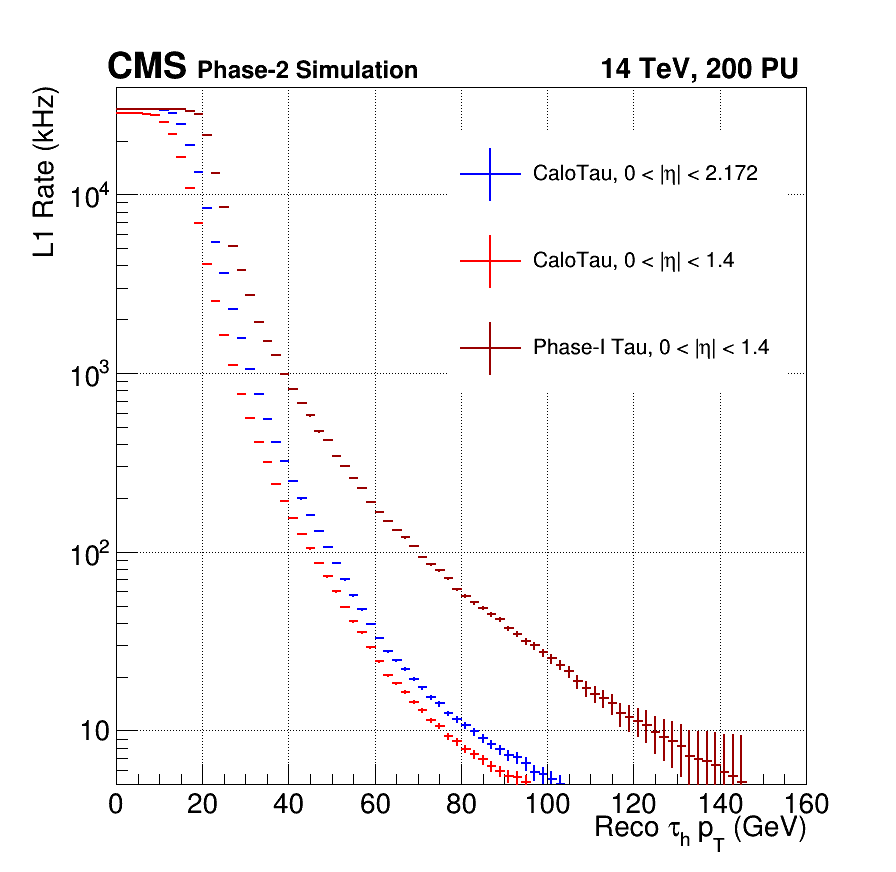 CMS Phase-2 Simulation 14 TeV, 200 PU
L1 Rate (kHz)
CaloTau, 0 < |η| < 2.172
CaloTau, 0 < |η| < 1.4
Phase-I Tau, 0 < |η| < 1.4
10⁴
10³
10²
10
0 20 40 60 80 100 120 140 160
Reco τh pT (GeV)